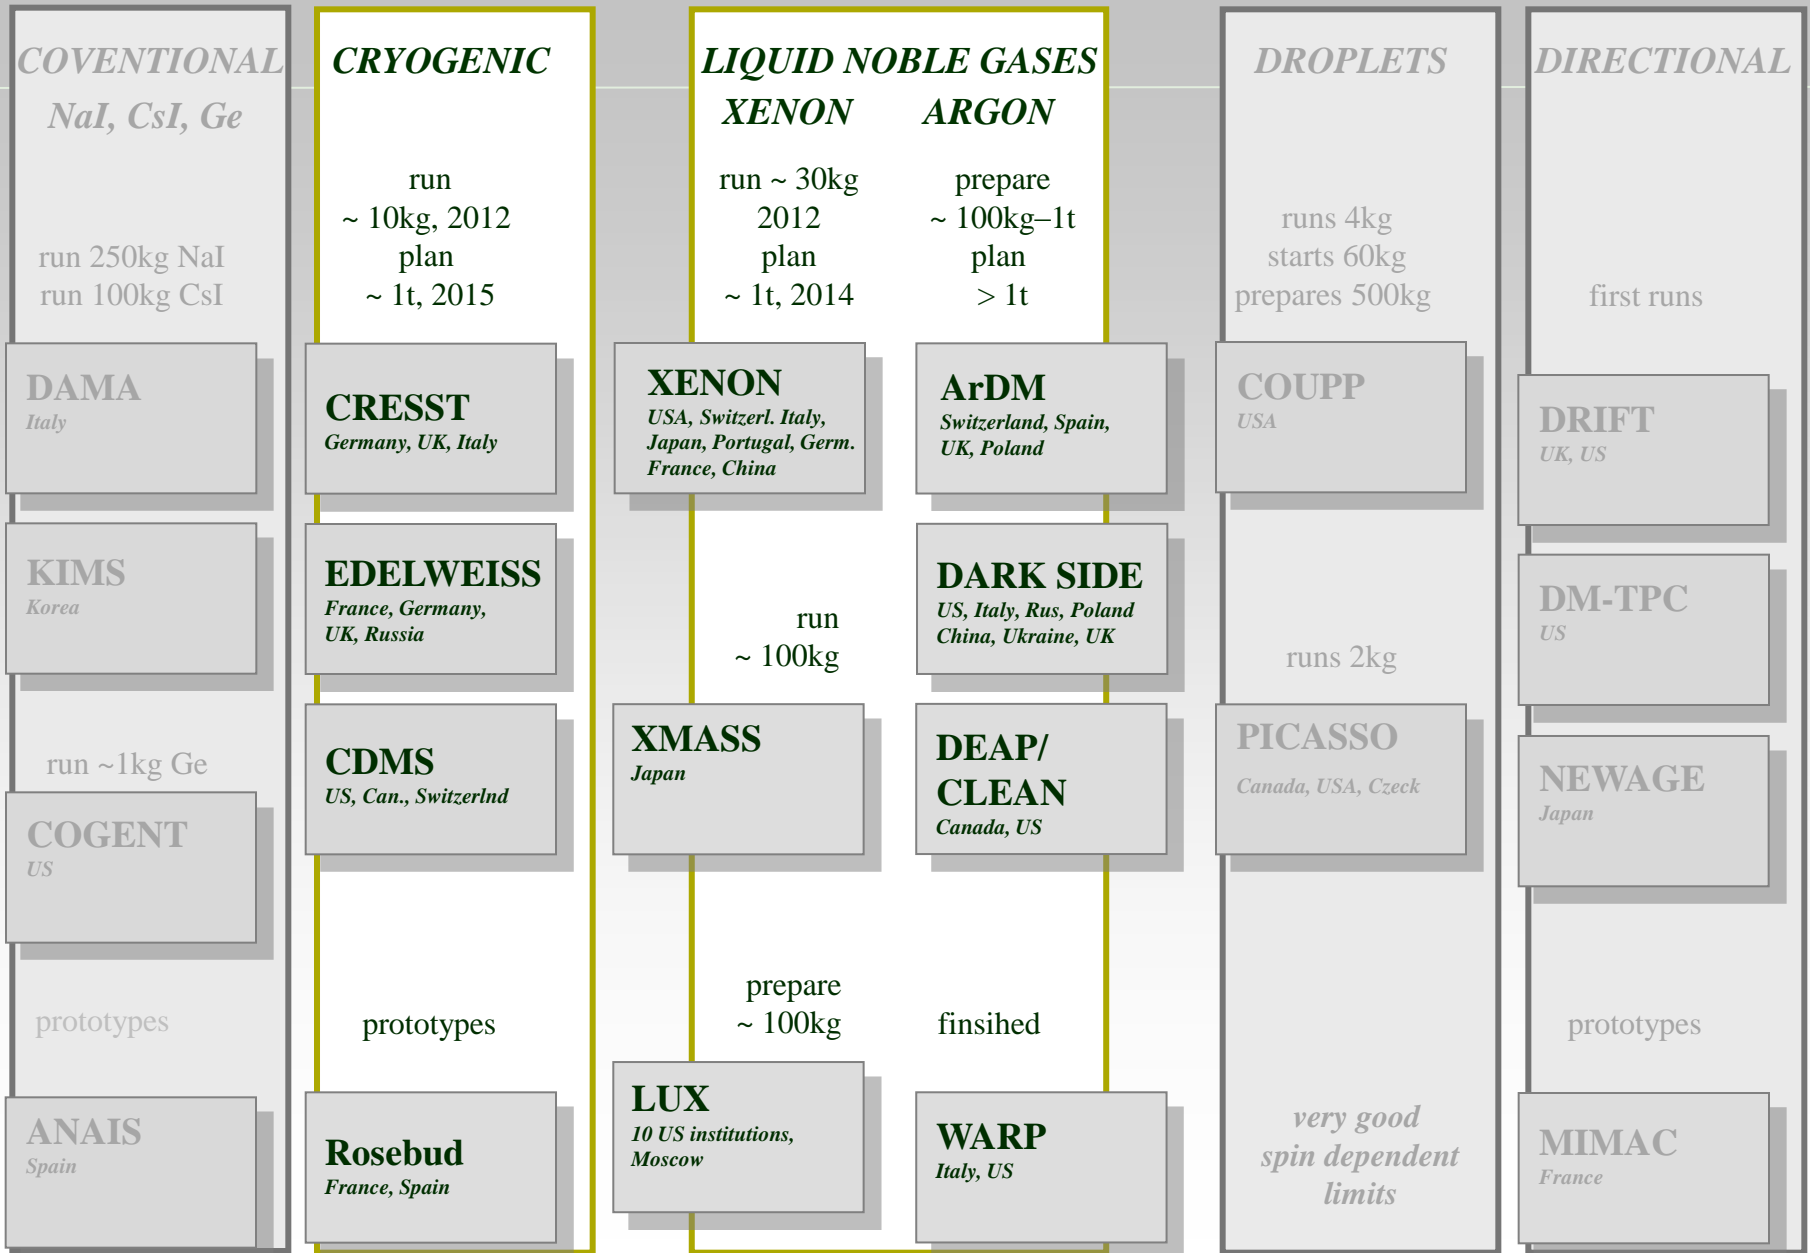 COVENTIONAL
NaI, CsI, Ge
run 250kg NaI
run 100kg CsI
DAMA
Italy
KIMS
Korea
run ~1kg Ge
COGENT
US
prototypes
ANAIS
Spain
CRYOGENIC
run
~ 10kg, 2012
plan
~ 1t, 2015
CRESST
Germany, UK, Italy
EDELWEISS
France, Germany,
UK, Russia
CDMS
US, Can., Switzerlnd
prototypes
Rosebud
France, Spain
LIQUID NOBLE GASES
XENON
run ~ 30kg
2012
plan
~ 1t, 2014
XENON
USA, Switzerl. Italy,
Japan, Portugal, Germ.
France, China
run
~ 100kg
XMASS
Japan
prepare
~ 100kg
LUX
10 US institutions,
Moscow
ARGON
prepare
~ 100kg–1t
plan
> 1t
ArDM
Switzerland, Spain,
UK, Poland
DARK SIDE
US, Italy, Rus, Poland
China, Ukraine, UK
DEAP/
CLEAN
Canada, US
finsihed
WARP
Italy, US
DROPLETS
runs 4kg
starts 60kg
prepares 500kg
COUPP
USA
runs 2kg
PICASSO
Canada, USA, Czeck
very good
spin dependent
limits
DIRECTIONAL
first runs
DRIFT
UK, US
DM-TPC
US
NEWAGE
Japan
prototypes
MIMAC
France